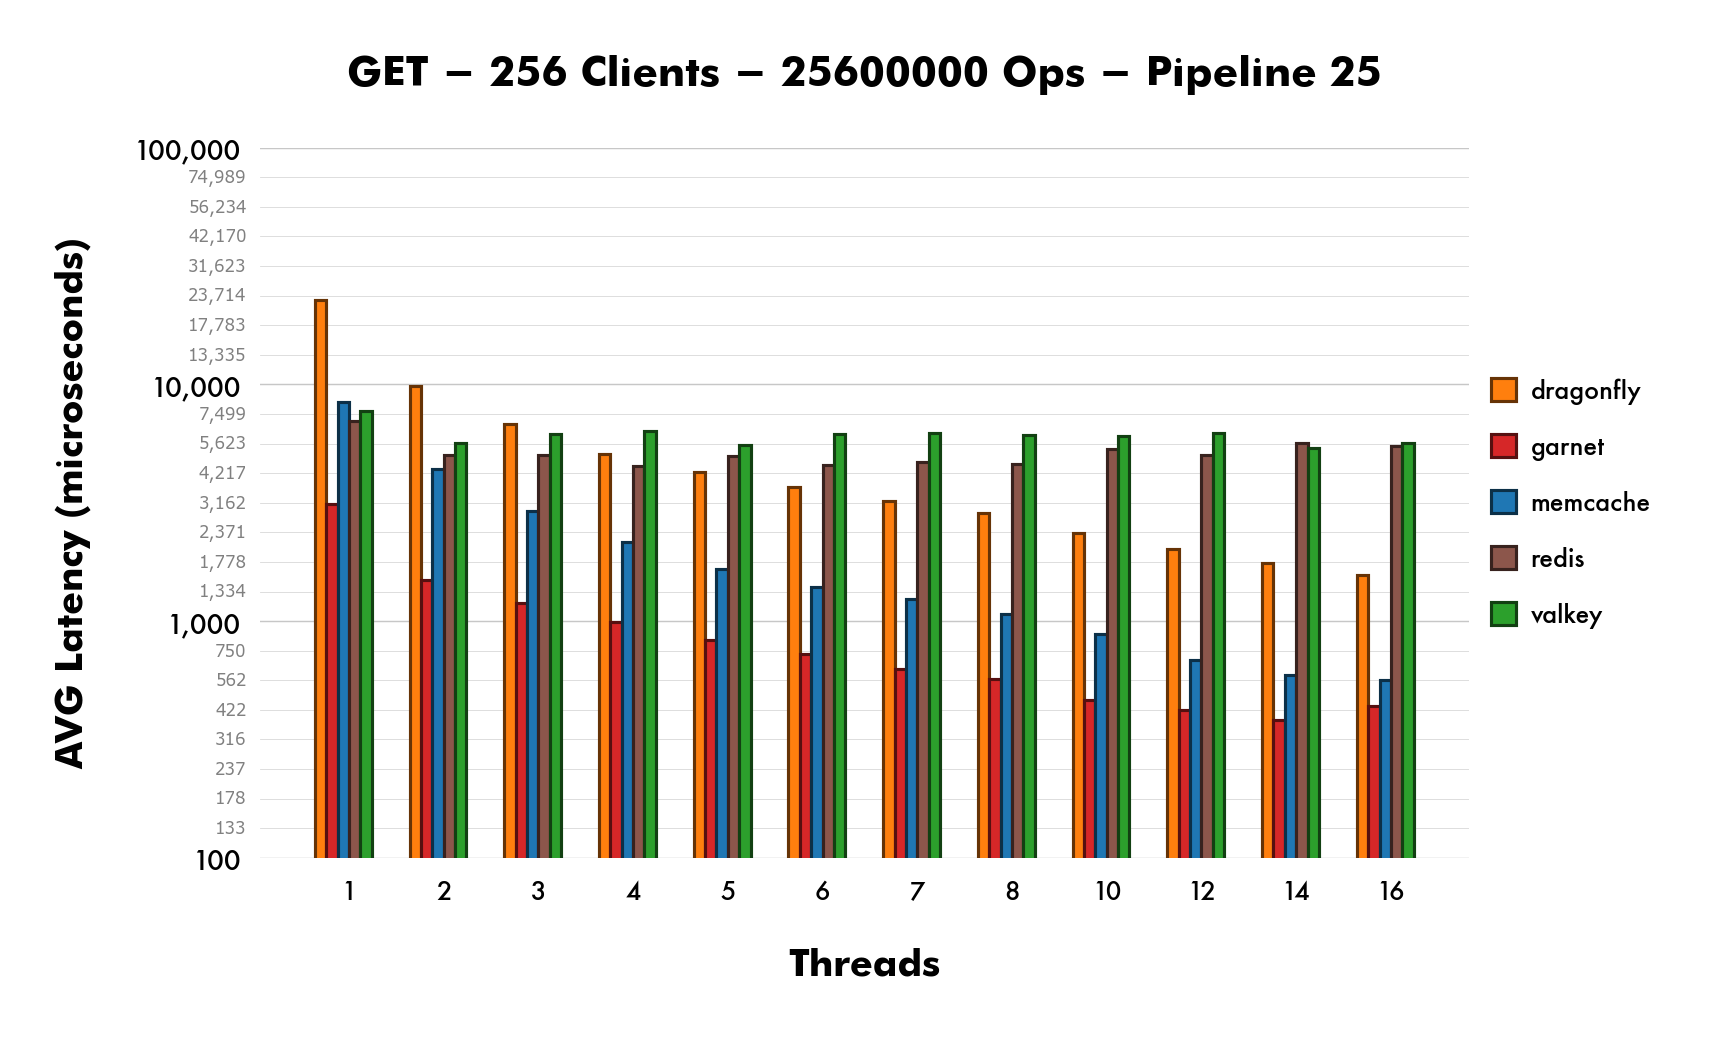 GET – 256 Clients – 25600000 Ops – Pipeline 25
AVG Latency (microseconds)
100,000
74,989
56,234
42,170
31,623
23,714
17,783
13,335
10,000
7,499
5,623
4,217
3,162
2,371
1,778
1,334
1,000
750
562
422
316
237
178
133
100
1 2 3 4 5 6 7 8 10 12 14 16
Threads
dragonfly
garnet
memcache
redis
valkey